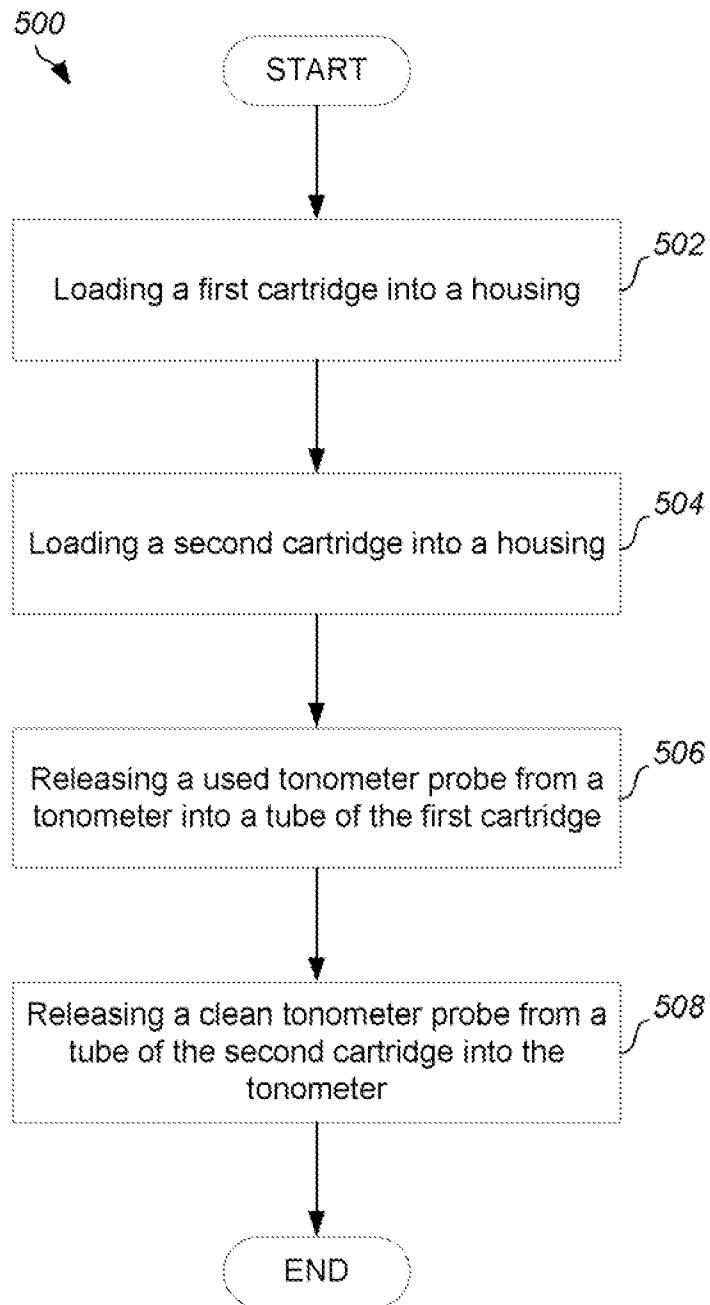 500
START
502
Loading a first cartridge into a housing
504
Loading a second cartridge into a housing
506
Releasing a used tonometer probe from a
tonometer into a tube of the first cartridge
508
Releasing a clean tonometer probe from a
tube of the second cartridge into the
tonometer
END